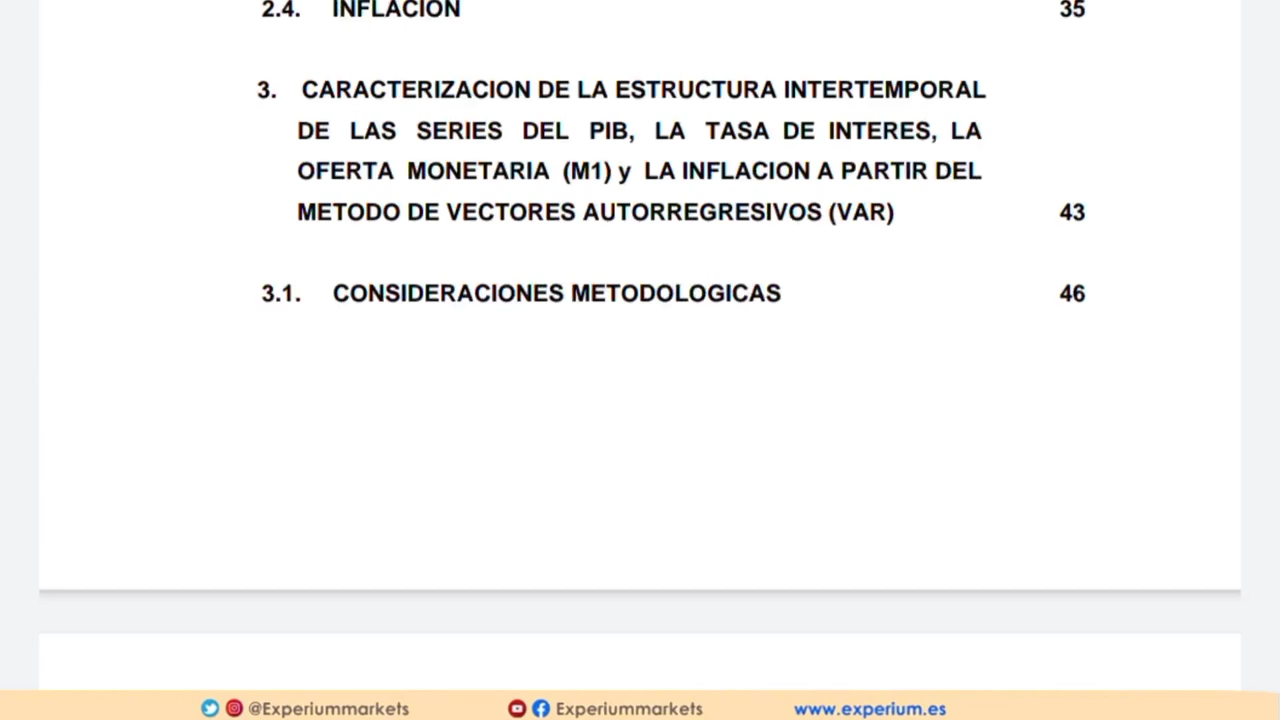 2.4. INFLACION 35
3. CARACTERIZACION DE LA ESTRUCTURA INTERTEMPORAL
DE LAS SERIES DEL PIB, LA TASA DE INTERES, LA
OFERTA MONETARIA (M1) y LA INFLACION A PARTIR DEL
METODO DE VECTORES AUTORREGRESIVOS (VAR) 43
3.1. CONSIDERACIONES METODOLOGICAS 46
@Experiummarkets Experiummarkets www.experium.es